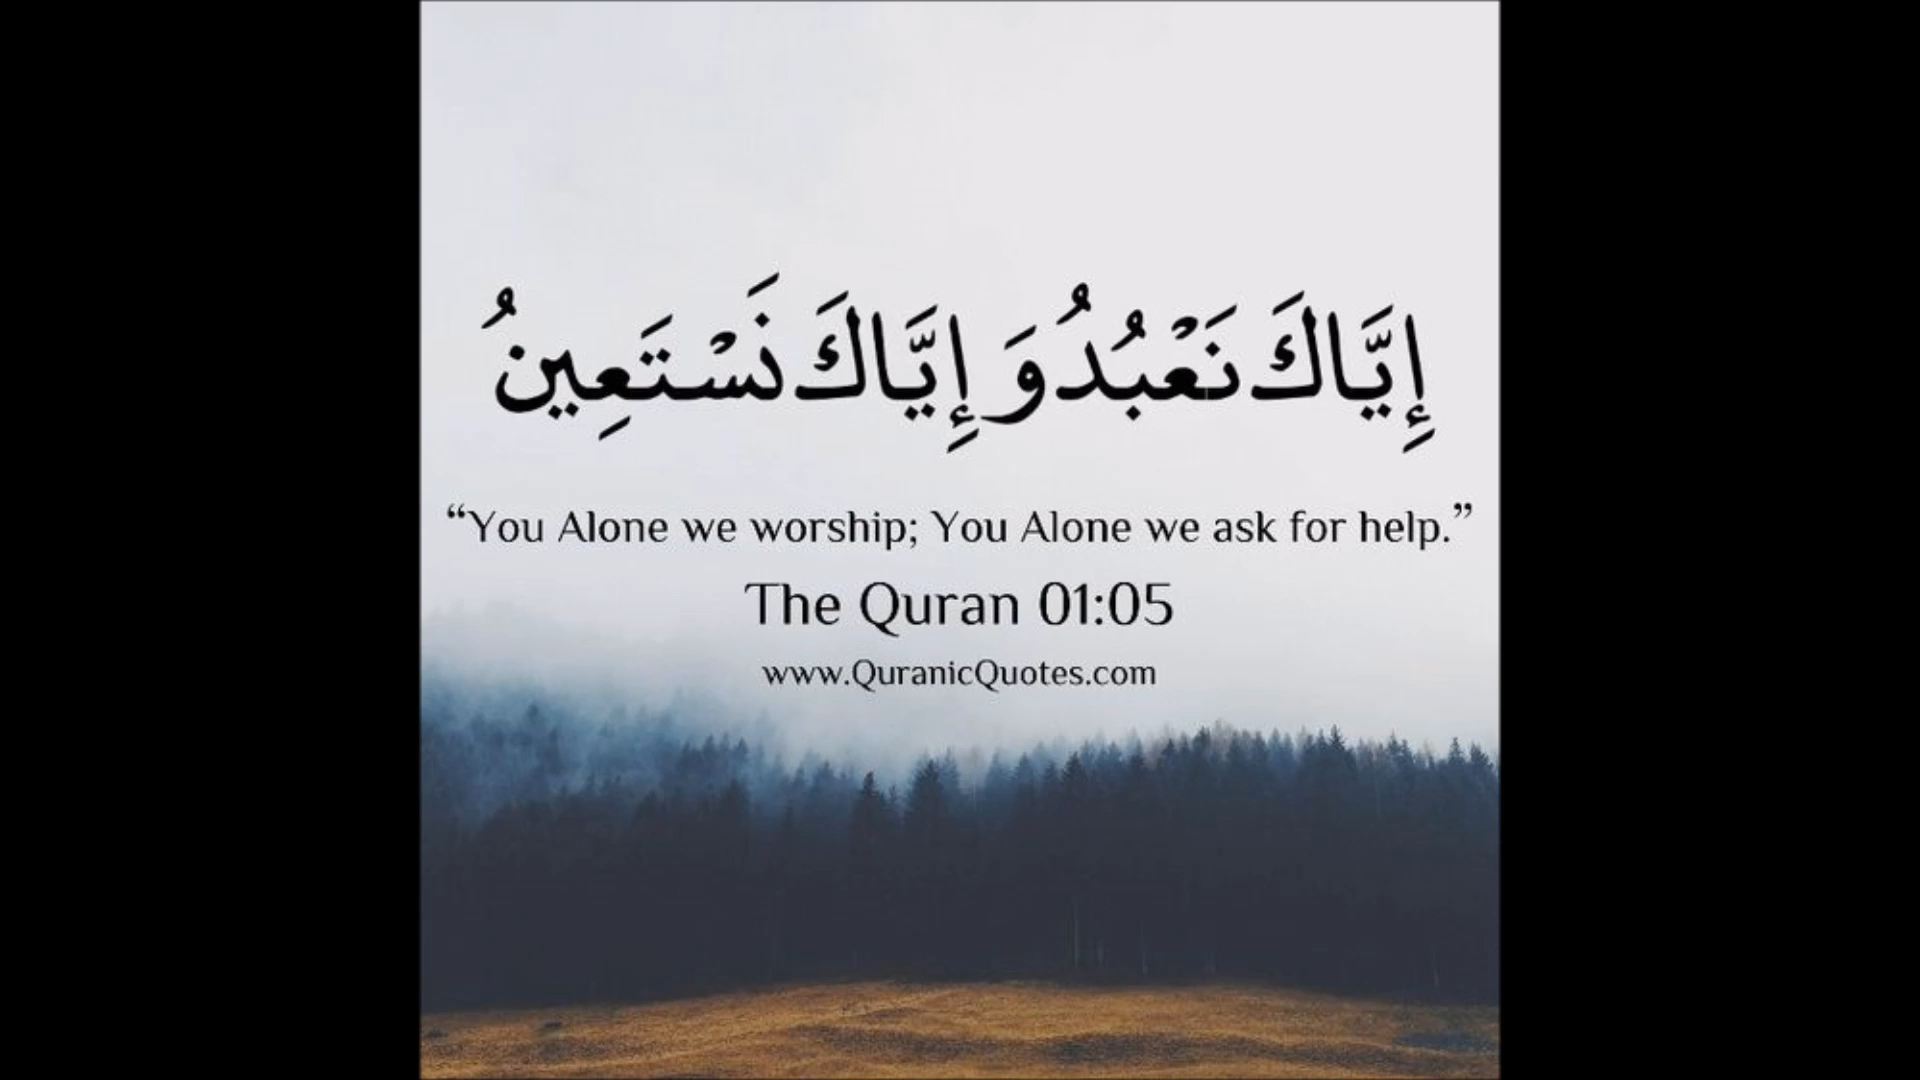 إِيَّاكَ نَعْبُدُ وَ إِيَّاكَ نَسْتَعِينُ
“You Alone we worship; You Alone we ask for help.”
The Quran 01:05
www.QuranicQuotes.com